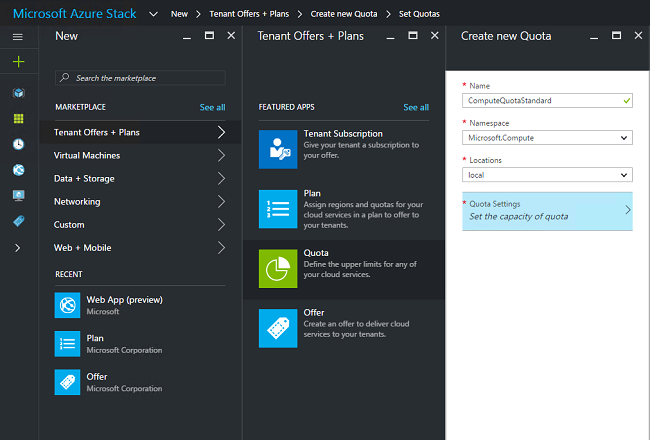 Microsoft Azure Stack
New > Tenant Offers + Plans > Create new Quota > Set Quotas
New
Search the marketplace
MARKETPLACE
See all
Tenant Offers + Plans
Virtual Machines
Data + Storage
Networking
Custom
Web + Mobile
RECENT
Web App (preview)
Microsoft
Plan
Microsoft Corporation
Offer
Microsoft Corporation
Tenant Offers + Plans
FEATURED APPS
See all
Tenant Subscription
Give your tenant a subscription to
your offer.
Plan
Assign regions and quotas for your
cloud services in a plan to offer to
your tenants.
Quota
Define the upper limits for any of
your cloud services.
Offer
Create an offer to deliver cloud
services to your tenants.
Create new Quota
* Name
ComputeQuotaStandard
* Namespace
Microsoft.Compute
* Locations
local
* Quota Settings
Set the capacity of quota